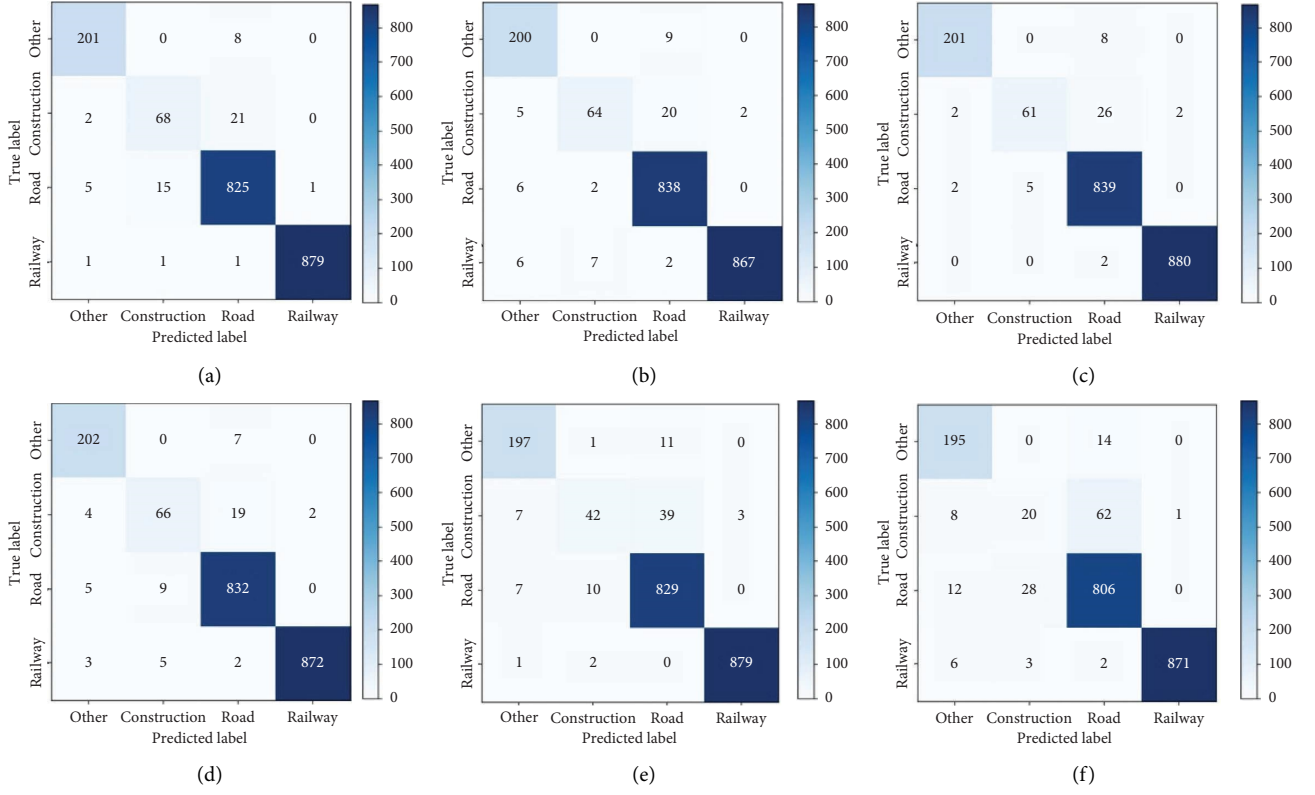 True label
Other
201 0 8 0
800
700
Construction
2 68 21 0
600
500
Road
5 15 825 1
400
300
Railway
1 1 1 879
200
100
0
Other Construction Road Railway
Predicted label
(a)
True label
Other
200 0 9 0
800
700
Construction
5 64 20 2
600
500
Road
6 2 838 0
400
300
Railway
6 7 2 867
200
100
0
Other Construction Road Railway
Predicted label
(b)
True label
Other
201 0 8 0
800
700
Construction
2 61 26 2
600
500
Road
2 5 839 0
400
300
Railway
0 0 2 880
200
100
0
Other Construction Road Railway
Predicted label
(c)
True label
Other
202 0 7 0
800
700
Construction
4 66 19 2
600
500
Road
5 9 832 0
400
300
Railway
3 5 2 872
200
100
0
Other Construction Road Railway
Predicted label
(d)
True label
Other
197 1 11 0
800
700
Construction
7 42 39 3
600
500
Road
7 10 829 0
400
300
Railway
1 2 0 879
200
100
0
Other Construction Road Railway
Predicted label
(e)
True label
Other
195 0 14 0
800
700
Construction
8 20 62 1
600
500
Road
12 28 806 0
400
300
Railway
6 3 2 871
200
100
0
Other Construction Road Railway
Predicted label
(f)